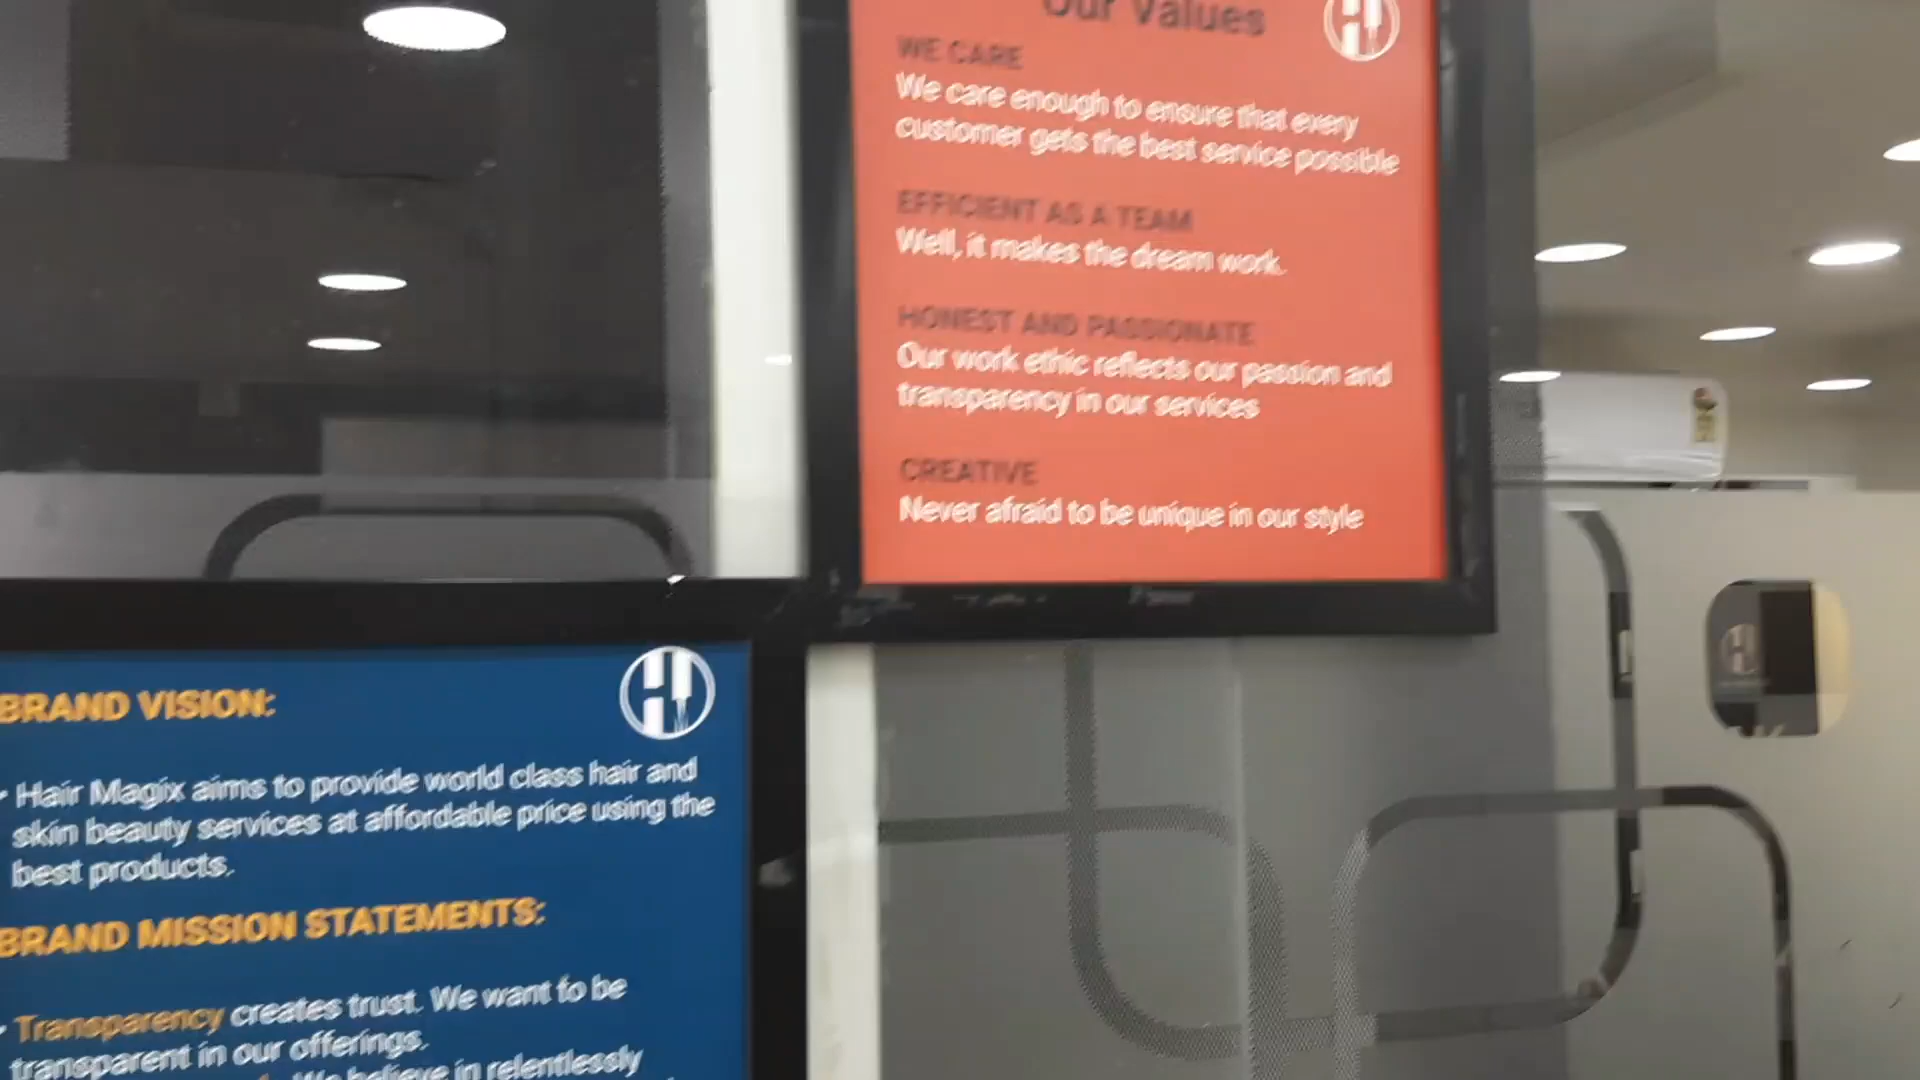 Our Values
WE CARE
We care enough to ensure that every
customer gets the best service possible
EFFICIENT AS A TEAM
Well, it makes the dream work.
HONEST AND PASSIONATE
Our work ethic reflects our passion and
transparency in our services
CREATIVE
Never afraid to be unique in our style
BRAND VISION:
Hair Magix aims to provide world class hair and
skin beauty services at affordable price using the
best products.
BRAND MISSION STATEMENTS:
Transparency creates trust. We want to be
transparent in our offerings.
We believe in relentlessly